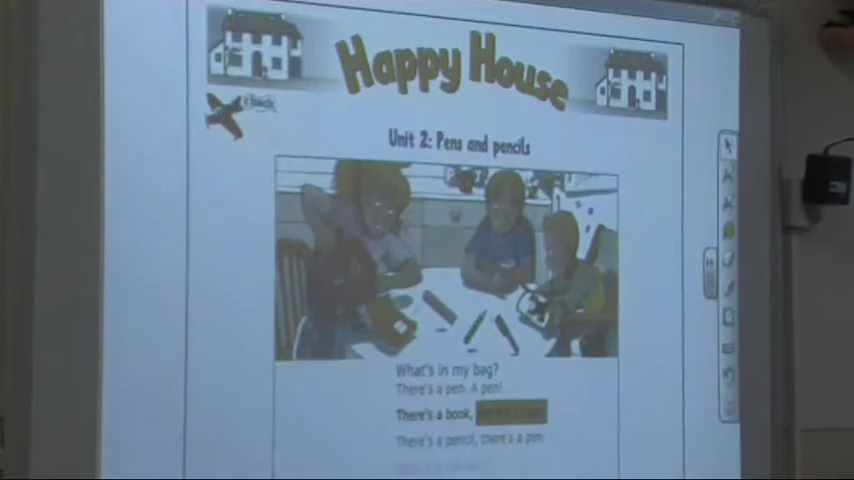 Happy House
back
Unit 2: Pens and pencils
What's in my bag?
There's a pen. A pen!
There's a book,
There's a pencil, there's a pen